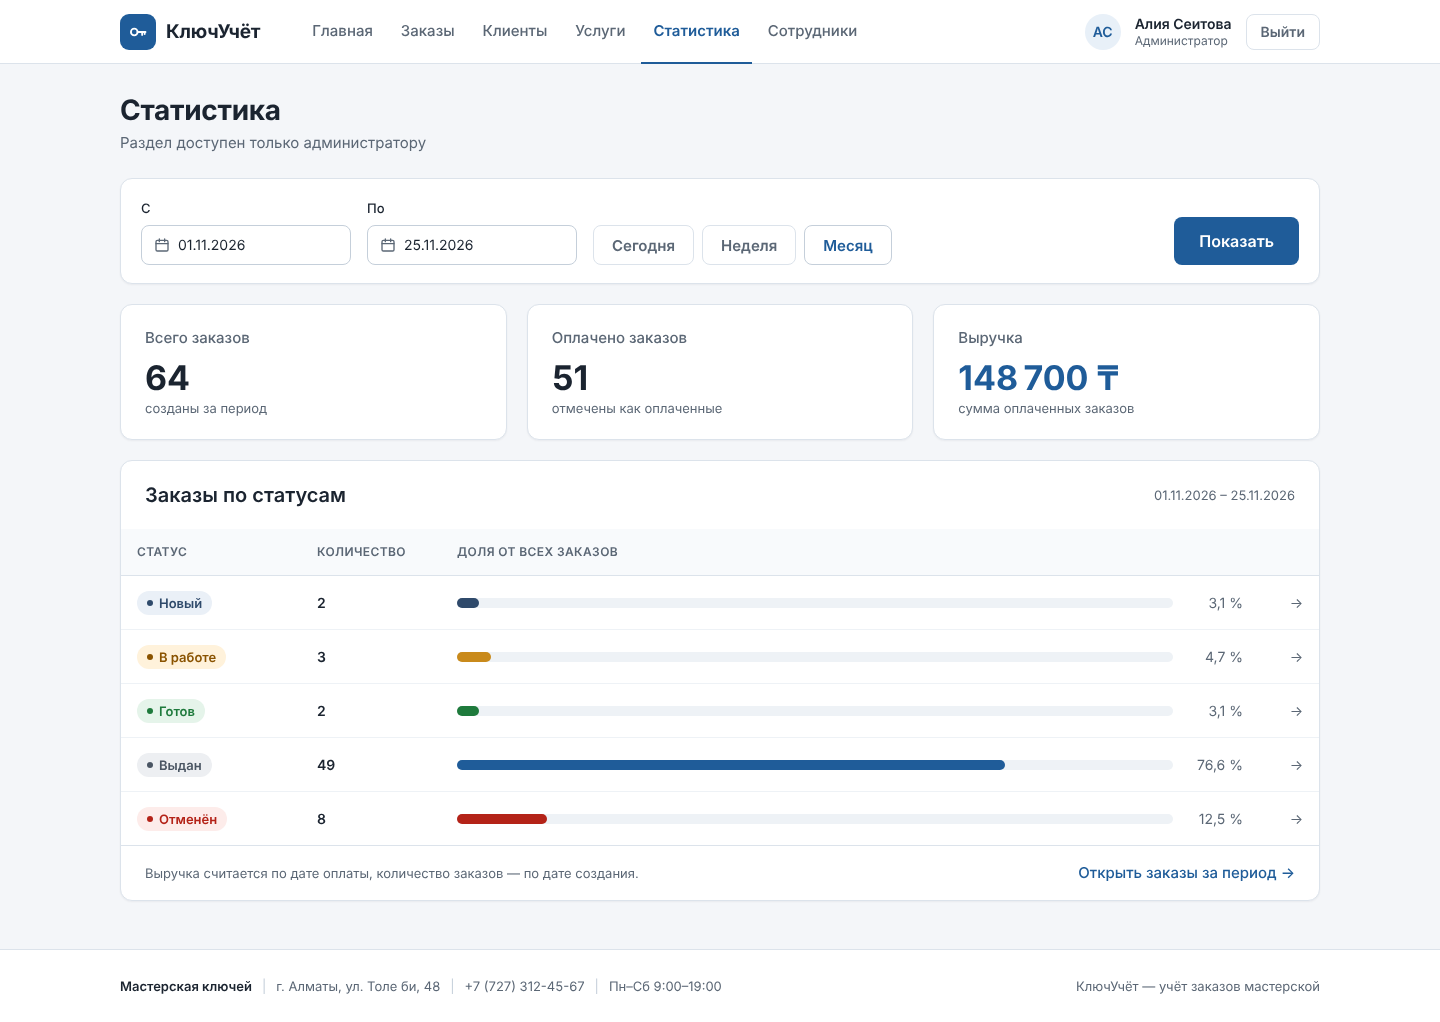 КлючУчёт Главная Заказы Клиенты Услуги Статистика Сотрудники АС Алия Сеитова Выйти
Администратор
Статистика
Раздел доступен только администратору
С По
01.11.2026 25.11.2026 Сегодня Неделя Месяц Показать
Всего заказов Оплачено заказов Выручка
64 51 148 700 ₸
созданы за период отмечены как оплаченные сумма оплаченных заказов
Заказы по статусам 01.11.2026 – 25.11.2026
СТАТУС КОЛИЧЕСТВО ДОЛЯ ОТ ВСЕХ ЗАКАЗОВ
Новый 2 3,1 % →
В работе 3 4,7 % →
Готов 2 3,1 % →
Выдан 49 76,6 % →
Отменён 8 12,5 % →
Выручка считается по дате оплаты, количество заказов — по дате создания. Открыть заказы за период →
Мастерская ключей г. Алматы, ул. Толе би, 48 +7 (727) 312-45-67 Пн–Сб 9:00–19:00 КлючУчёт — учёт заказов мастерской